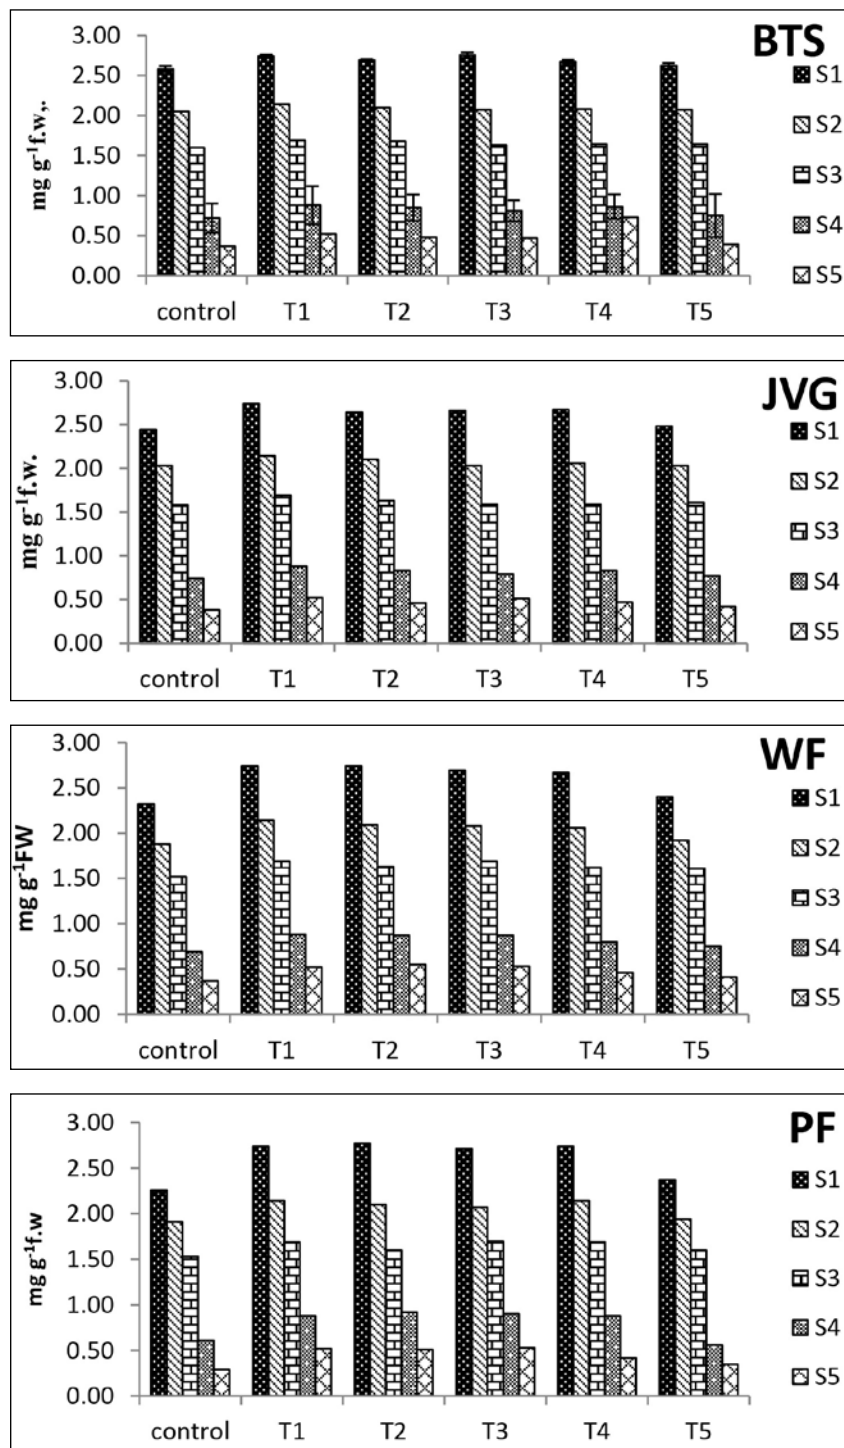 BTS
mg g⁻¹f.w,.
3.00
2.50
2.00
1.50
1.00
0.50
0.00
control T1 T2 T3 T4 T5
S1
S2
S3
S4
S5
JVG
mg g⁻¹f.w.
3.00
2.50
2.00
1.50
1.00
0.50
0.00
control T1 T2 T3 T4 T5
S1
S2
S3
S4
S5
WF
mg g⁻¹FW
3.00
2.50
2.00
1.50
1.00
0.50
0.00
control T1 T2 T3 T4 T5
S1
S2
S3
S4
S5
PF
mg g⁻¹f.w
3.00
2.50
2.00
1.50
1.00
0.50
0.00
control T1 T2 T3 T4 T5
S1
S2
S3
S4
S5